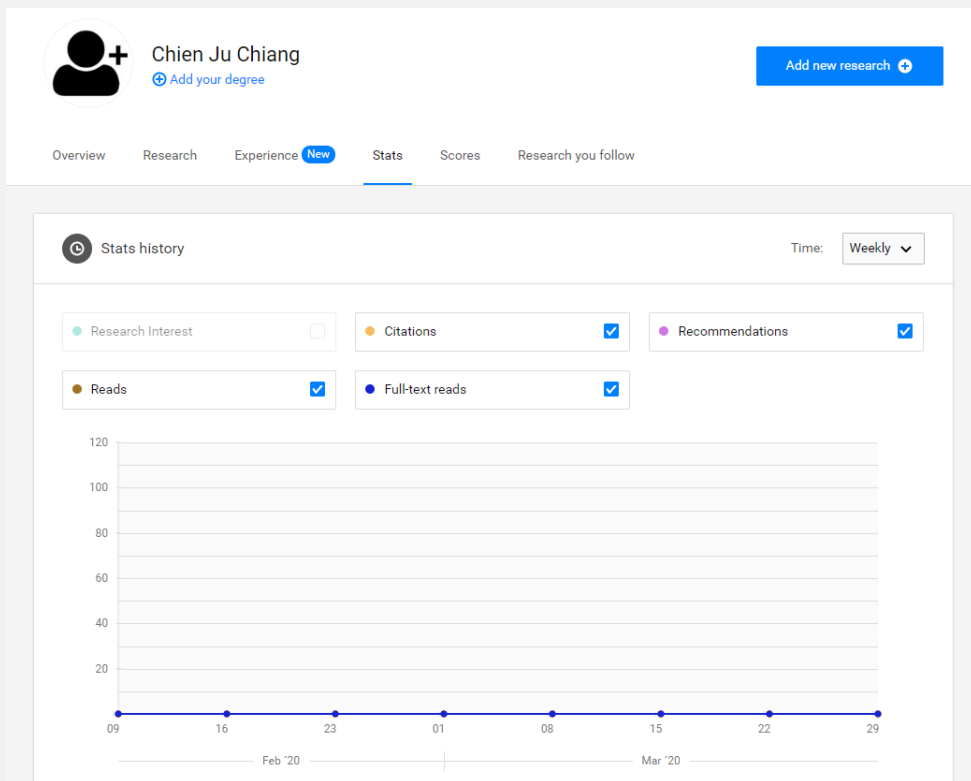 Chien Ju Chiang
Add your degree
Add new research
Overview Research Experience New Stats Scores Research you follow
Stats history Time: Weekly
Research Interest Citations Recommendations
Reads Full-text reads
120
100
80
60
40
20
09 16 23 01 08 15 22 29
Feb ´20 Mar ´20